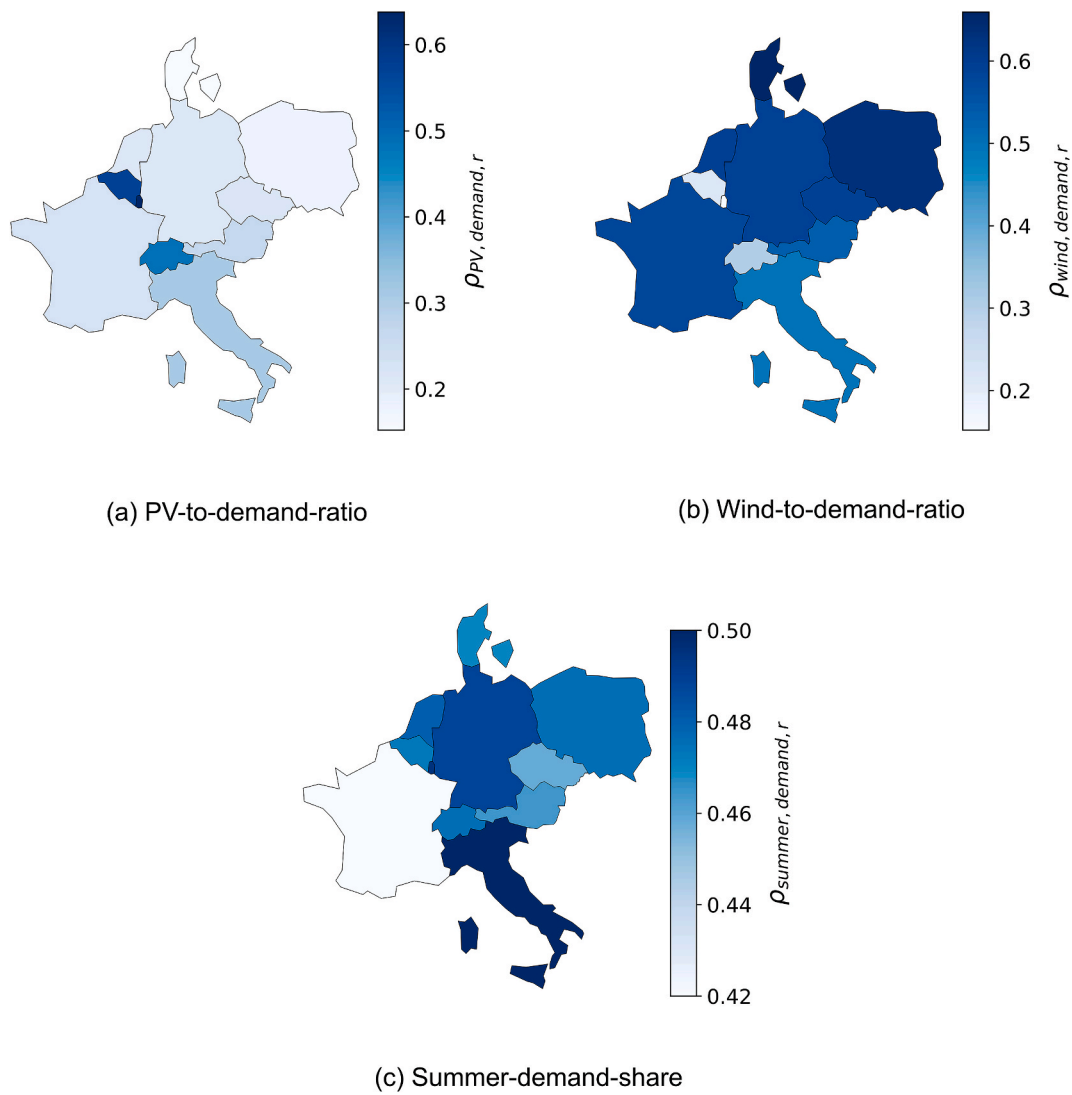 0.6
0.5
0.4
0.3
0.2
ρPV, demand, r
0.6
0.5
0.4
0.3
0.2
ρwind, demand, r
(a) PV-to-demand-ratio
(b) Wind-to-demand-ratio
0.50
0.48
0.46
0.44
0.42
ρsummer, demand, r
(c) Summer-demand-share